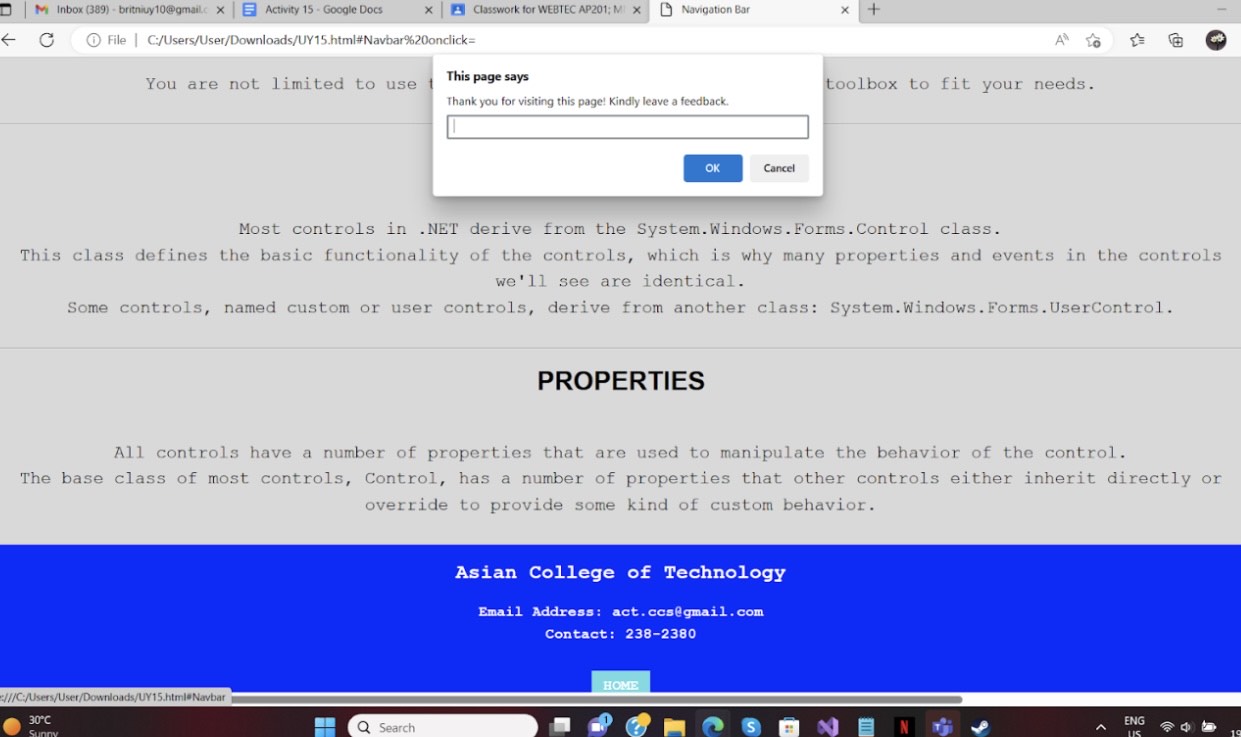 Inbox (389) - britniuy10@gmail.c
Activity 15 - Google Docs
Classwork for WEBTEC AP201; M
Navigation Bar
File | C:/Users/User/Downloads/UY15.html#Navbar%20onclick=
This page says
Thank you for visiting this page! Kindly leave a feedback.
OK Cancel
You are not limited to use toolbox to fit your needs.
Most controls in .NET derive from the System.Windows.Forms.Control class.
This class defines the basic functionality of the controls, which is why many properties and events in the controls
we'll see are identical.
Some controls, named custom or user controls, derive from another class: System.Windows.Forms.UserControl.
PROPERTIES
All controls have a number of properties that are used to manipulate the behavior of the control.
The base class of most controls, Control, has a number of properties that other controls either inherit directly or
override to provide some kind of custom behavior.
Asian College of Technology
Email Address: act.ccs@gmail.com
Contact: 238-2380
HOME
:///C:/Users/User/Downloads/UY15.html#Navbar
30°C
Sunny
Search
1
ENG
US
19